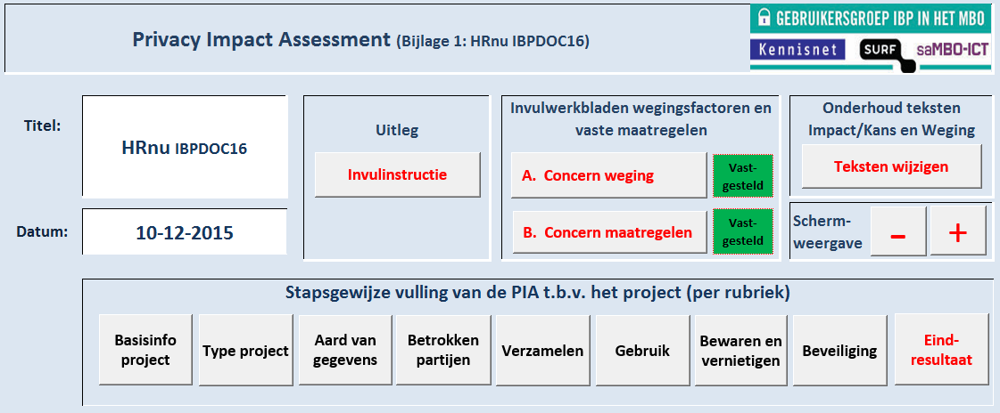 Privacy Impact Assessment (Bijlage 1: HRnu IBPDOC16)
GEBRUIKERSGROEP IBP IN HET MBO
Kennisnet SURF saMBO-ICT
Titel:
HRnu IBPDOC16
Datum:
10-12-2015
Uitleg
Invulinstructie
Invulwerkbladen wegingsfactoren en
vaste maatregelen
A. Concern weging
Vast-
gesteld
B. Concern maatregelen
Vast-
gesteld
Onderhoud teksten
Impact/Kans en Weging
Teksten wijzigen
Scherm-
weergave
- +
Stapsgewijze vulling van de PIA t.b.v. het project (per rubriek)
Basisinfo
project
Type project
Aard van
gegevens
Betrokken
partijen
Verzamelen
Gebruik
Bewaren en
vernietigen
Beveiliging
Eind-
resultaat